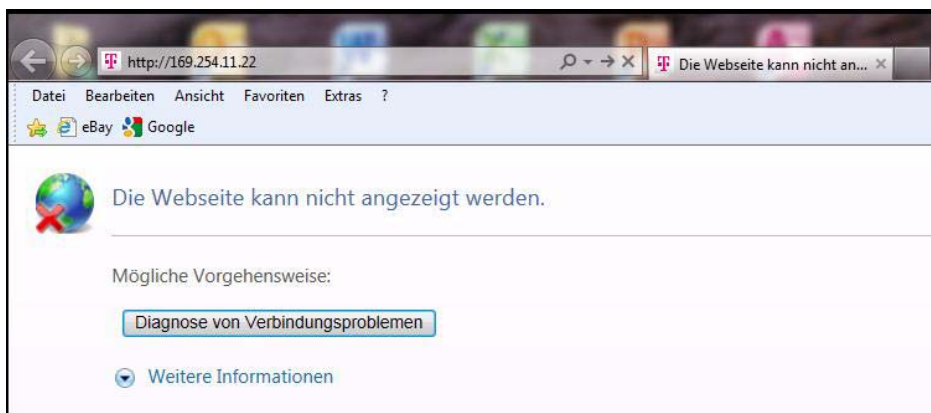 http://169.254.11.22
Die Webseite kann nicht an...
Datei Bearbeiten Ansicht Favoriten Extras ?
eBay Google
Die Webseite kann nicht angezeigt werden.
Mögliche Vorgehensweise:
Diagnose von Verbindungsproblemen
Weitere Informationen